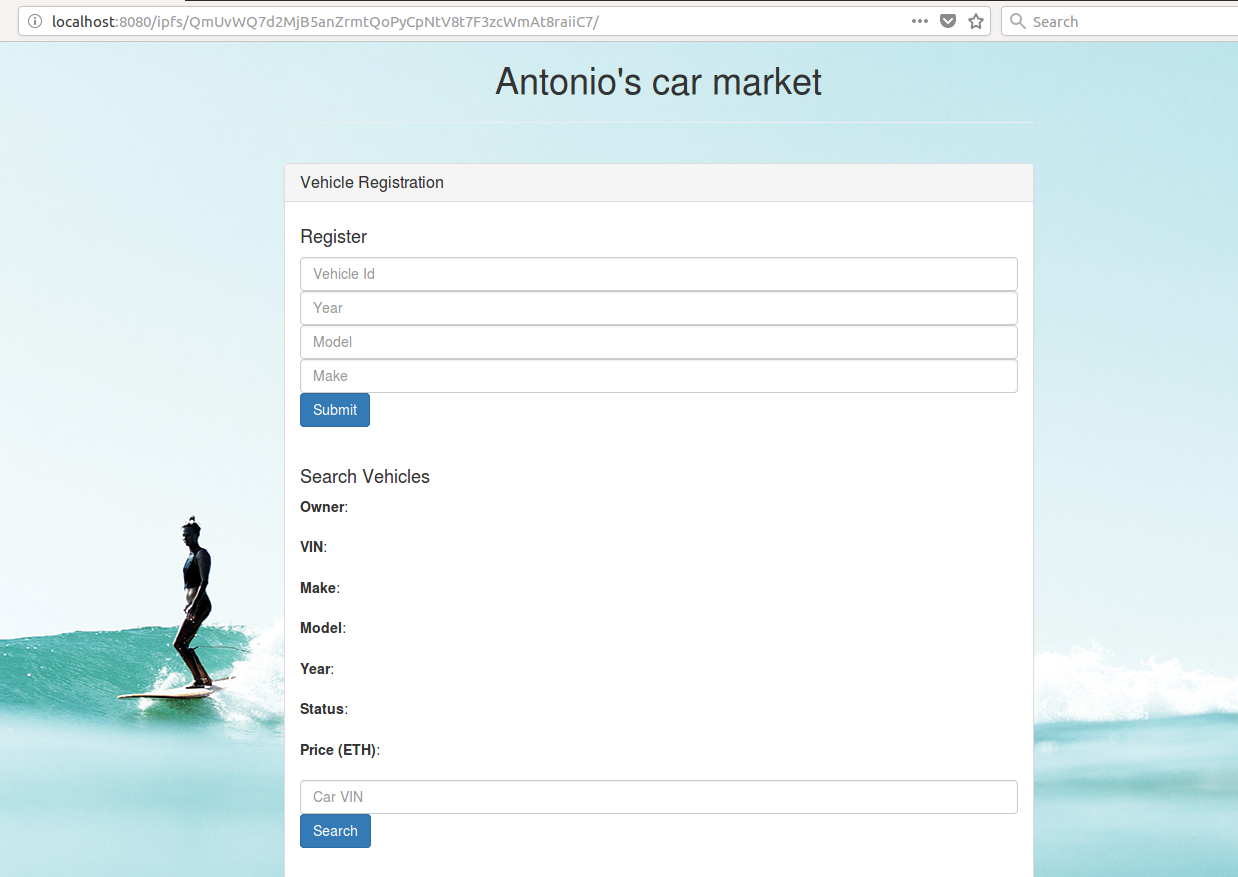 localhost:8080/ipfs/QmUvWQ7d2MjB5anZrmtQoPyCpNtV8t7F3zcWmAt8raiiC7/
Search
Antonio's car market
Vehicle Registration
Register
Vehicle Id
Year
Model
Make
Submit
Search Vehicles
Owner:
VIN:
Make:
Model:
Year:
Status:
Price (ETH):
Car VIN
Search